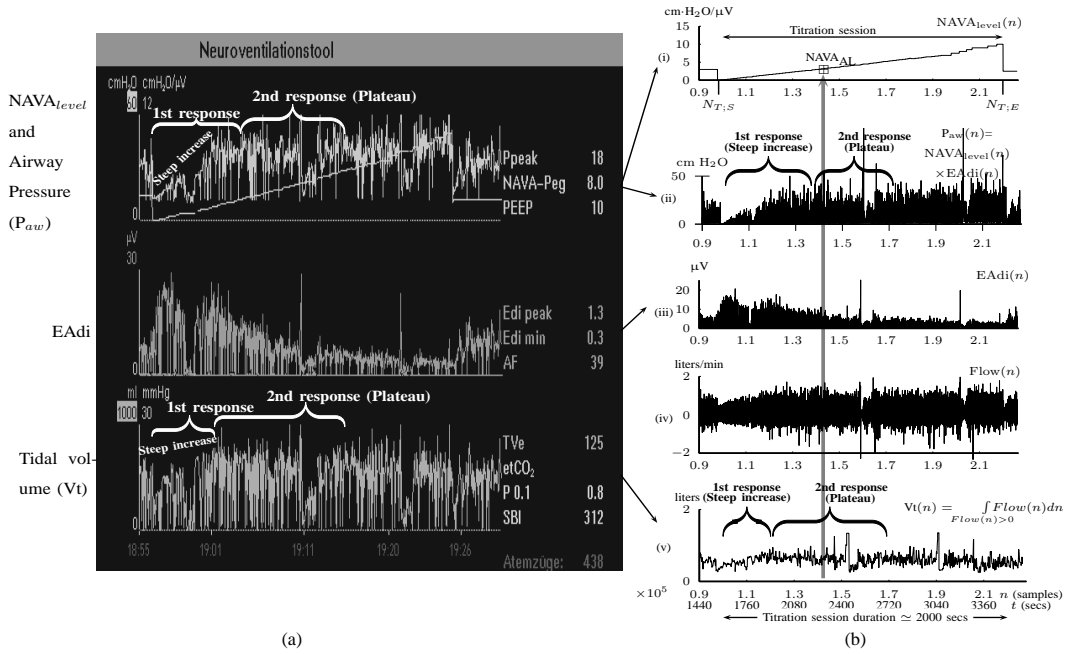 NAVAlevel
and
Airway
Pressure
(Paw)
EAdi
Tidal vol-
ume (Vt)
Neuroventilationstool
cmH2O cmH2O/µV
60 12
1st response
2nd response (Plateau)
Steep increase
0
Ppeak 18
NAVA-Peg 8.0
PEEP 10
µV
30
0
Edi peak 1.3
Edi min 0.3
AF 39
ml mmHg
1000 30
1st response
2nd response (Plateau)
Steep increase
0
TVe 125
etCO2
P 0.1 0.8
SBI 312
18:55 19:01 19:11 19:20 19:26
Atemzüge: 438
(a)
cm·H2O/µV
NAVAlevel(n)
Titration session
15
10
5
0
(i)
NAVAAL
0.9 1.1 1.3 1.5 1.7 1.9 2.1
NT;S
NT;E
1st response
(Steep increase)
2nd response
(Plateau)
Paw(n)=
NAVAlevel(n)
×EAdi(n)
cm H2O
50
0
(ii)
0.9 1.1 1.3 1.5 1.7 1.9 2.1
µV
EAdi(n)
20
10
0
(iii)
0.9 1.1 1.3 1.5 1.7 1.9 2.1
liters/min
Flow(n)
2
0
−2
(iv)
0.9 1.1 1.3 1.5 1.7 1.9 2.1
1st response
(Steep increase)
2nd response
(Plateau)
liters
Vt(n) = ∫Flow(n)dn
Flow(n)>0
2
0
(v)
×10^5 0.9 1.1 1.3 1.5 1.7 1.9 2.1 n (samples)
1440 1760 2080 2400 2720 3040 3360 t (secs)
Titration session duration ≃ 2000 secs
(b)